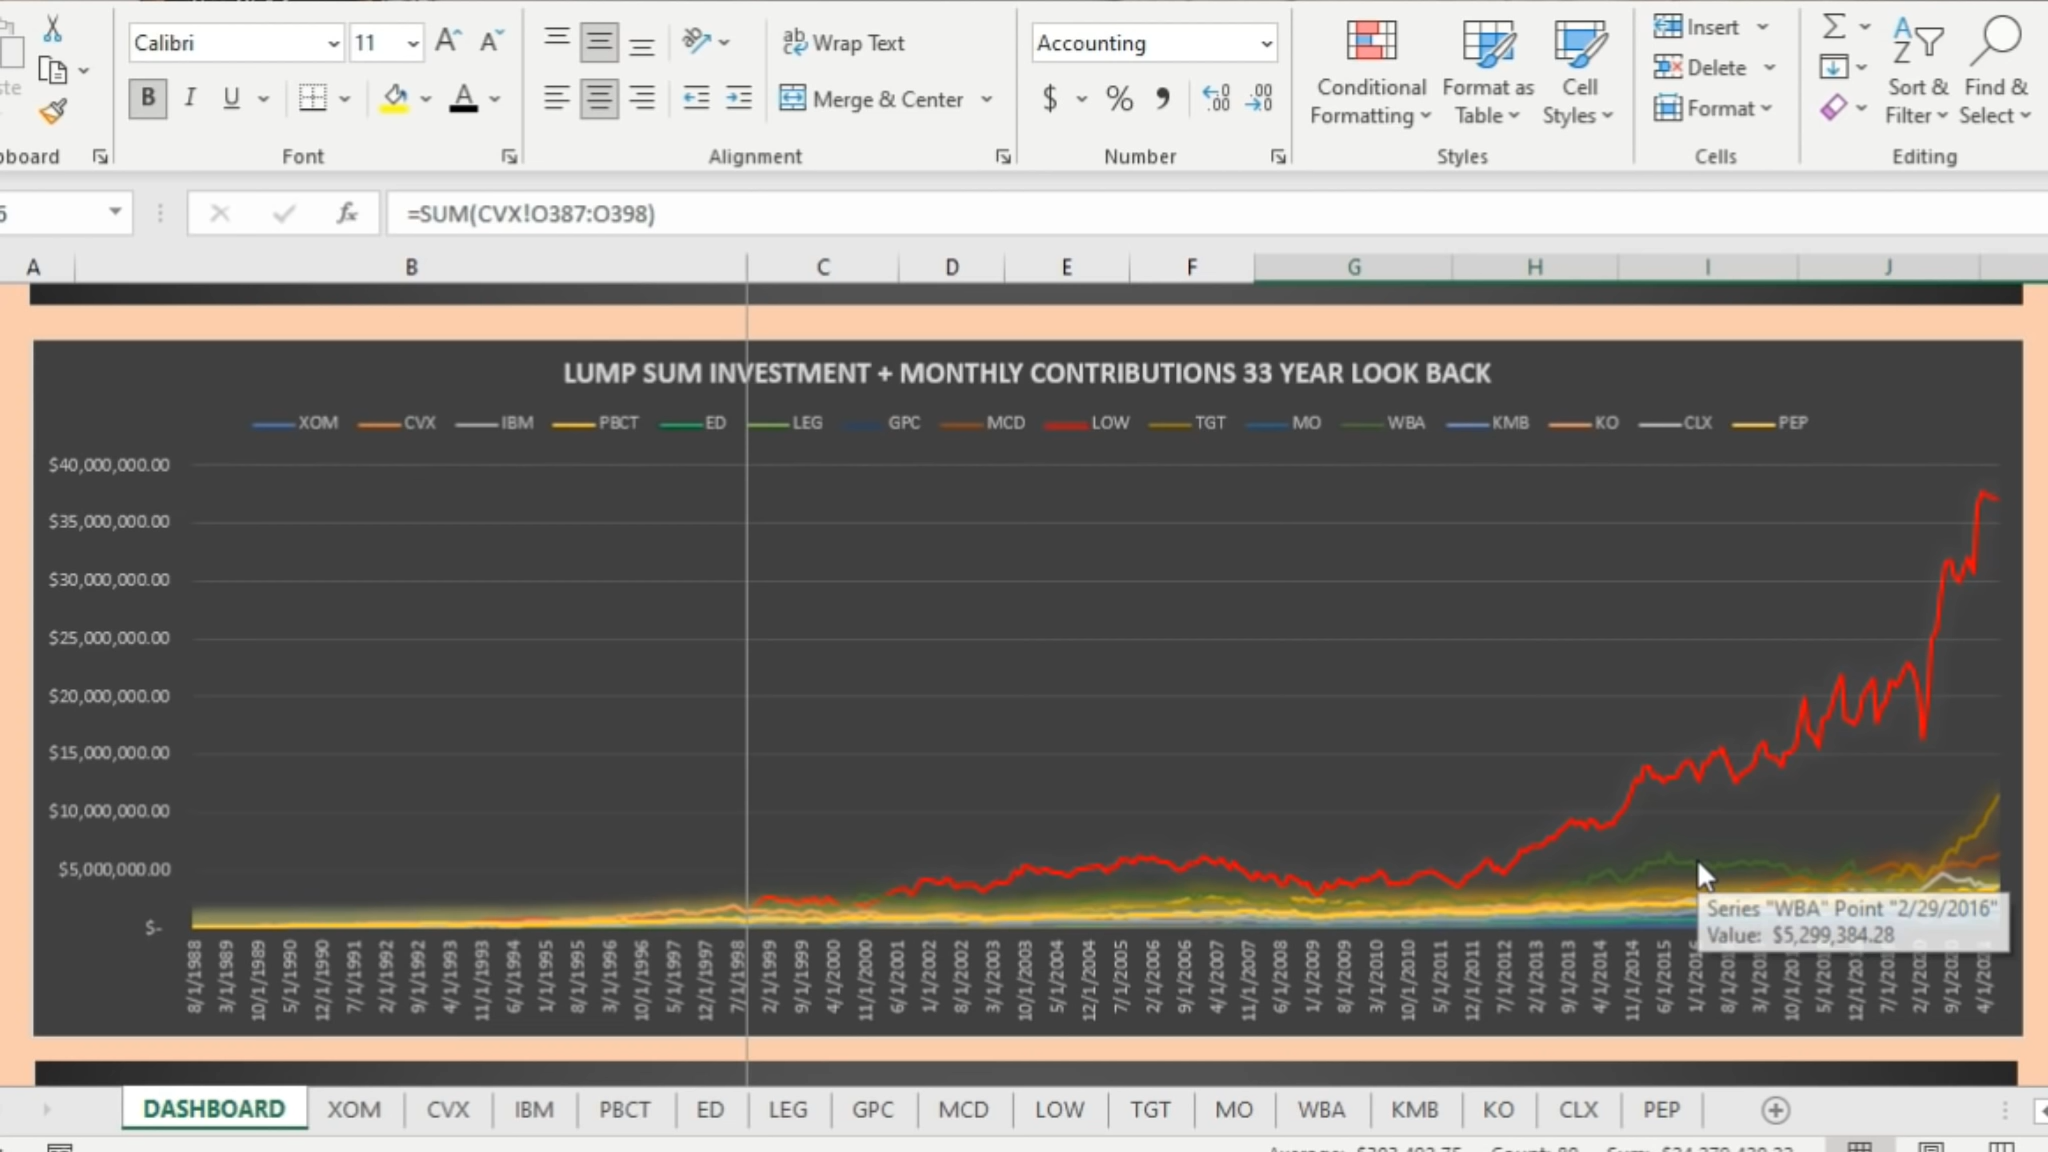 Calibri
11
Wrap Text
Merge & Center
Accounting
Conditional Formatting
Format as Table
Cell Styles
Insert
Delete
Format
Sort & Filter
Find & Select
Font
Alignment
Number
Styles
Cells
Editing
=SUM(CVX!O387:O398)
A B C D E F G H I J
LUMP SUM INVESTMENT + MONTHLY CONTRIBUTIONS 33 YEAR LOOK BACK
XOM CVX IBM PBCT ED LEG GPC MCD LOW TGT MO WBA KMB KO CLX PEP
$40,000,000.00
$35,000,000.00
$30,000,000.00
$25,000,000.00
$20,000,000.00
$15,000,000.00
$10,000,000.00
$5,000,000.00
$-
Series "WBA" Point "2/29/2016"
Value: $5,299,384.28
8/1/1988 3/1/1989 10/1/1989 5/1/1990 12/1/1990 7/1/1991 2/1/1992 9/1/1992 4/1/1993 11/1/1993 6/1/1994 1/1/1995 8/1/1995 3/1/1996 10/1/1996 5/1/1997 12/1/1997 7/1/1998 2/1/1999 9/1/1999 4/1/2000 11/1/2000 6/1/2001 1/1/2002 8/1/2002 3/1/2003 10/1/2003 5/1/2004 12/1/2004 7/1/2005 2/1/2006 9/1/2006 4/1/2007 11/1/2007 6/1/2008 1/1/2009 8/1/2009 3/1/2010 10/1/2010 5/1/2011 12/1/2011 7/1/2012 2/1/2013 9/1/2013 4/1/2014 11/1/2014 6/1/2015
DASHBOARD XOM CVX IBM PBCT ED LEG GPC MCD LOW TGT MO WBA KMB KO CLX PEP